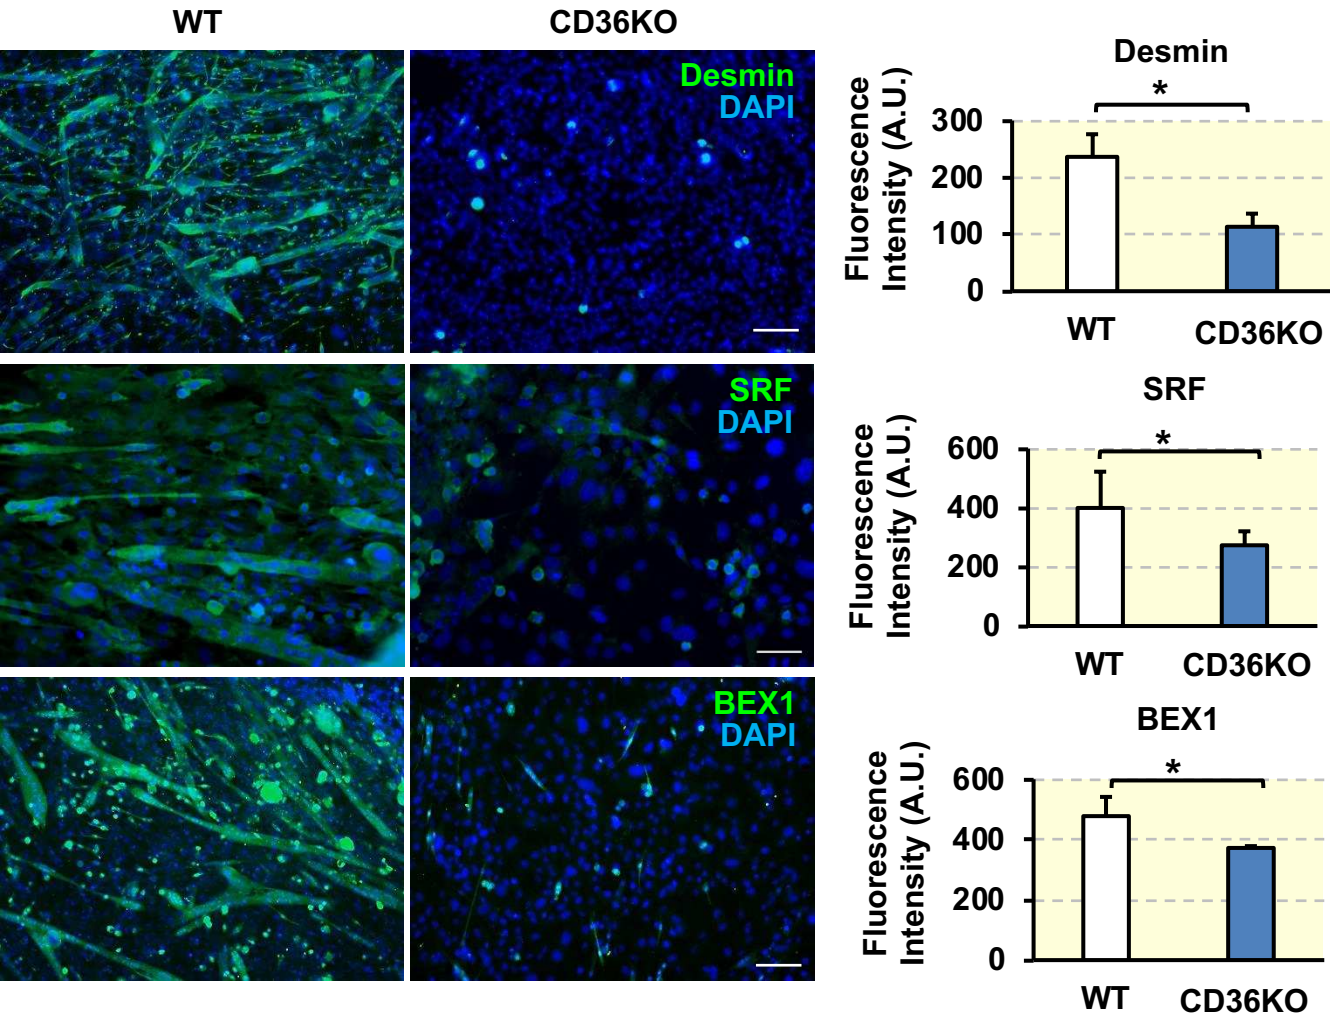 WT
CD36KO
Desmin
DAPI
Desmin
*
Fluorescence
Intensity (A.U.)
300
200
100
0
WT
CD36KO
SRF
DAPI
SRF
*
Fluorescence
Intensity (A.U.)
600
400
200
0
WT
CD36KO
BEX1
DAPI
BEX1
*
Fluorescence
Intensity (A.U.)
600
400
200
0
WT
CD36KO